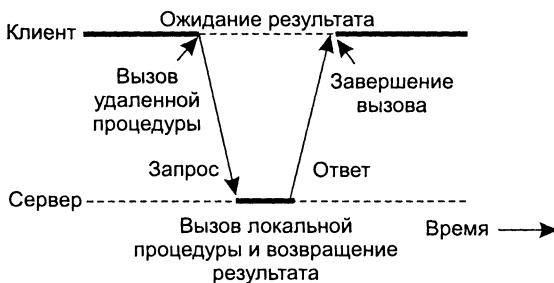 Ожидание результата
Клиент
Вызов
удаленной
процедуры
Завершение
вызова
Запрос
Ответ
Сервер
Вызов локальной
процедуры и возвращение
результата
Время